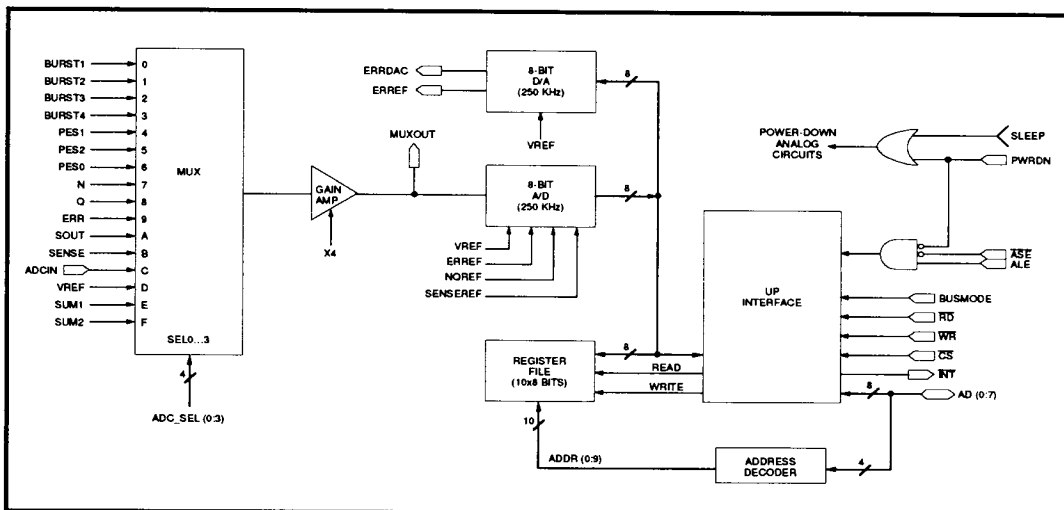 BURST1 0
BURST2 1
BURST3 2
BURST4 3
PES1 4
PES2 5
PES0 6
N 7
Q 8
ERR 9
SOUT A
SENSE B
ADCIN C
VREF D
SUM1 E
SUM2 F
MUX
SEL0...3
4
ADC_SEL (0:3)
GAIN
AMP
X4
MUXOUT
ERRDAC
ERREF
8-BIT
D/A
(250 KHz)
8
VREF
8-BIT
A/D
(250 KHz)
8
VREF
ERREF
NQREF
SENSEREF
REGISTER
FILE
(10x8 BITS)
8
READ
WRITE
10
ADDR (0:9)
ADDRESS
DECODER
4
UP
INTERFACE
POWER-DOWN
ANALOG
CIRCUITS
SLEEP
PWRDN
ASE
ALE
BUSMODE
RD
WR
CS
INT
8
AD (0:7)